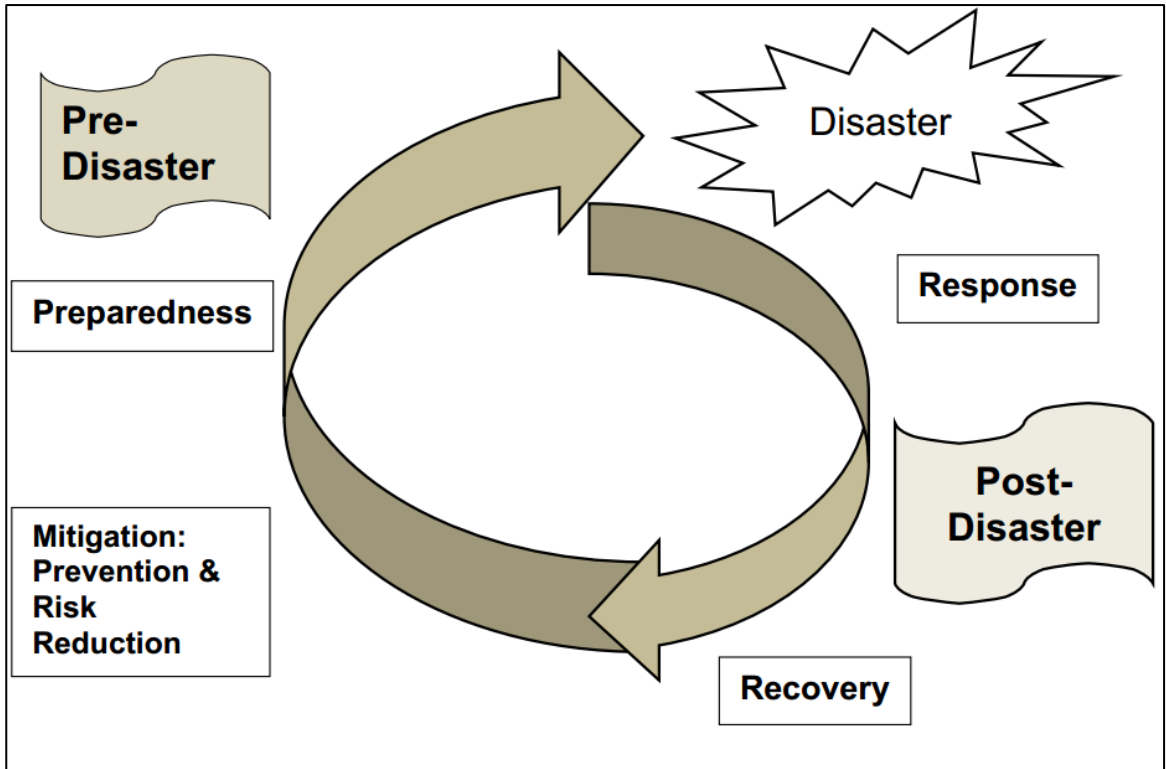 Pre-
Disaster
Disaster
Preparedness
Response
Post-
Disaster
Mitigation:
Prevention &
Risk
Reduction
Recovery